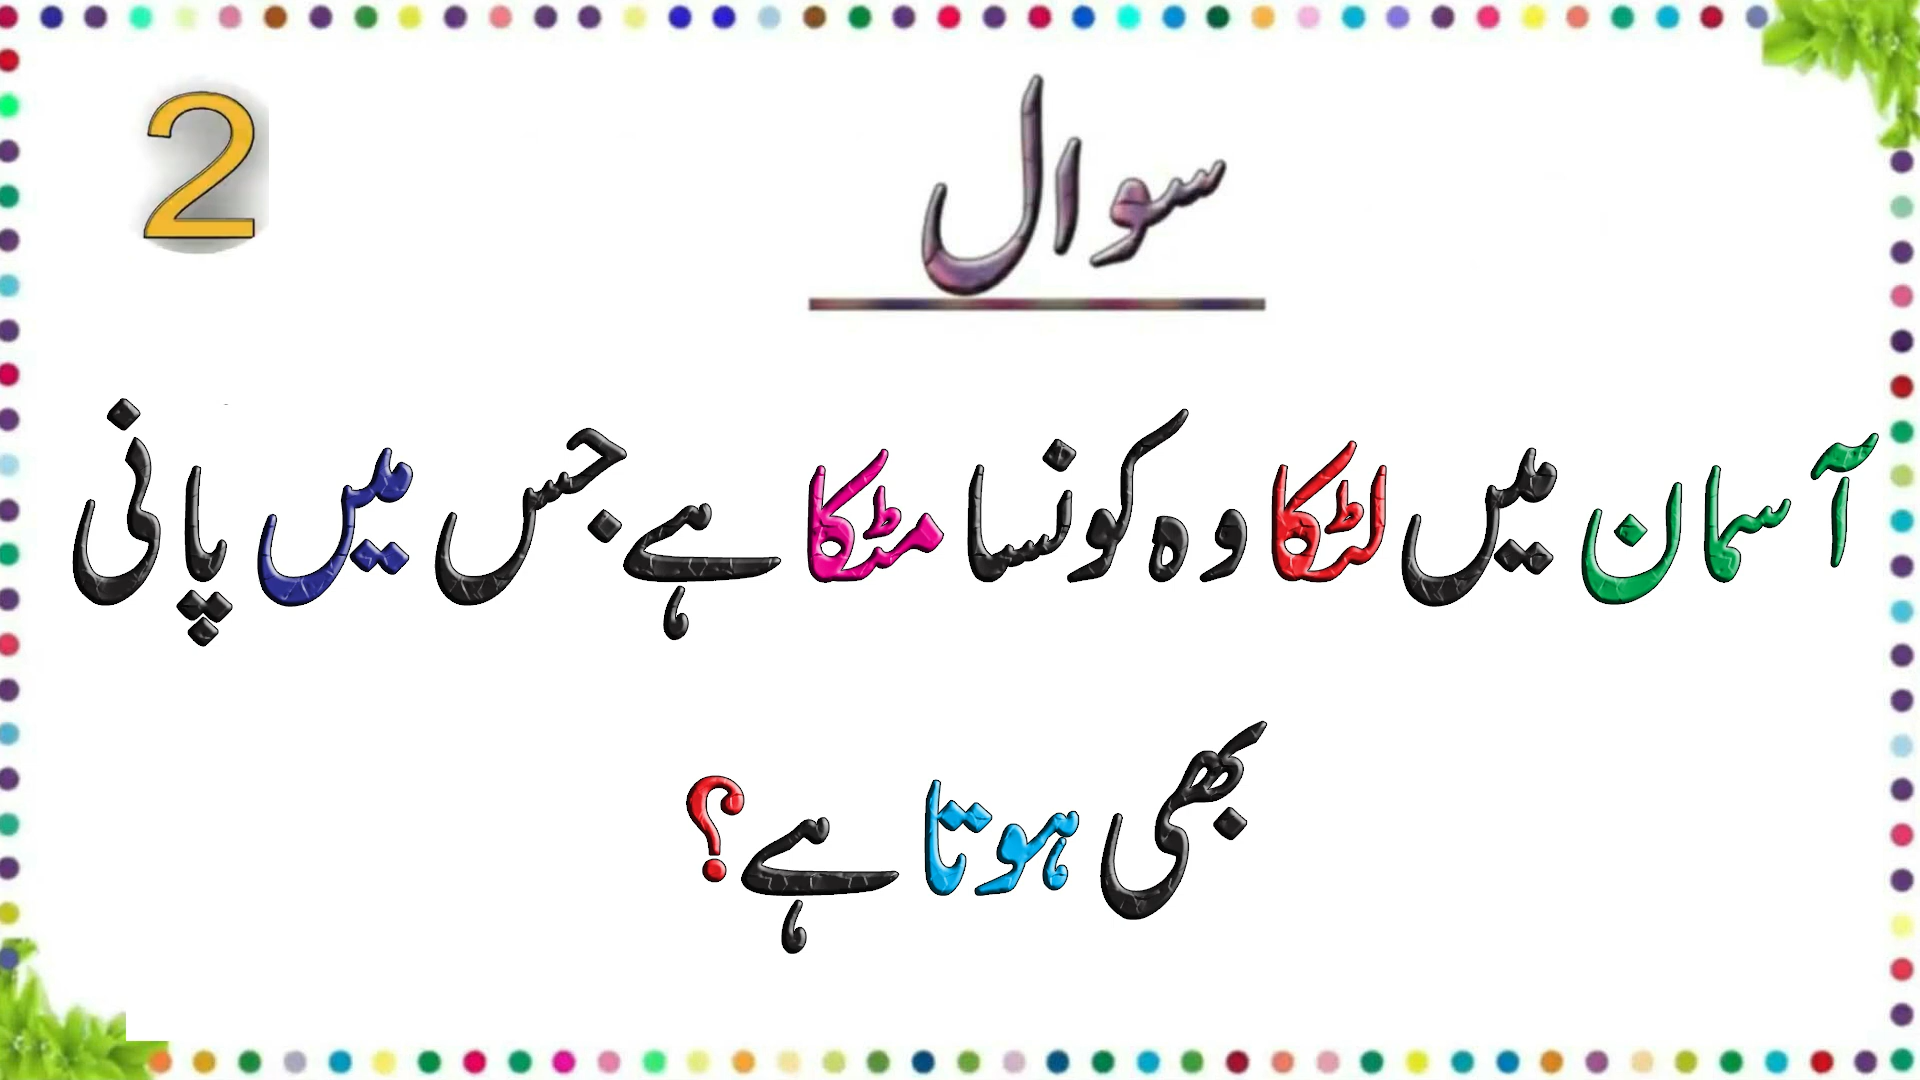 2
سوال
آسمان میں لٹکا وہ کونسا مٹکا ہے جس میں پانی
بھی ہوتا ہے؟